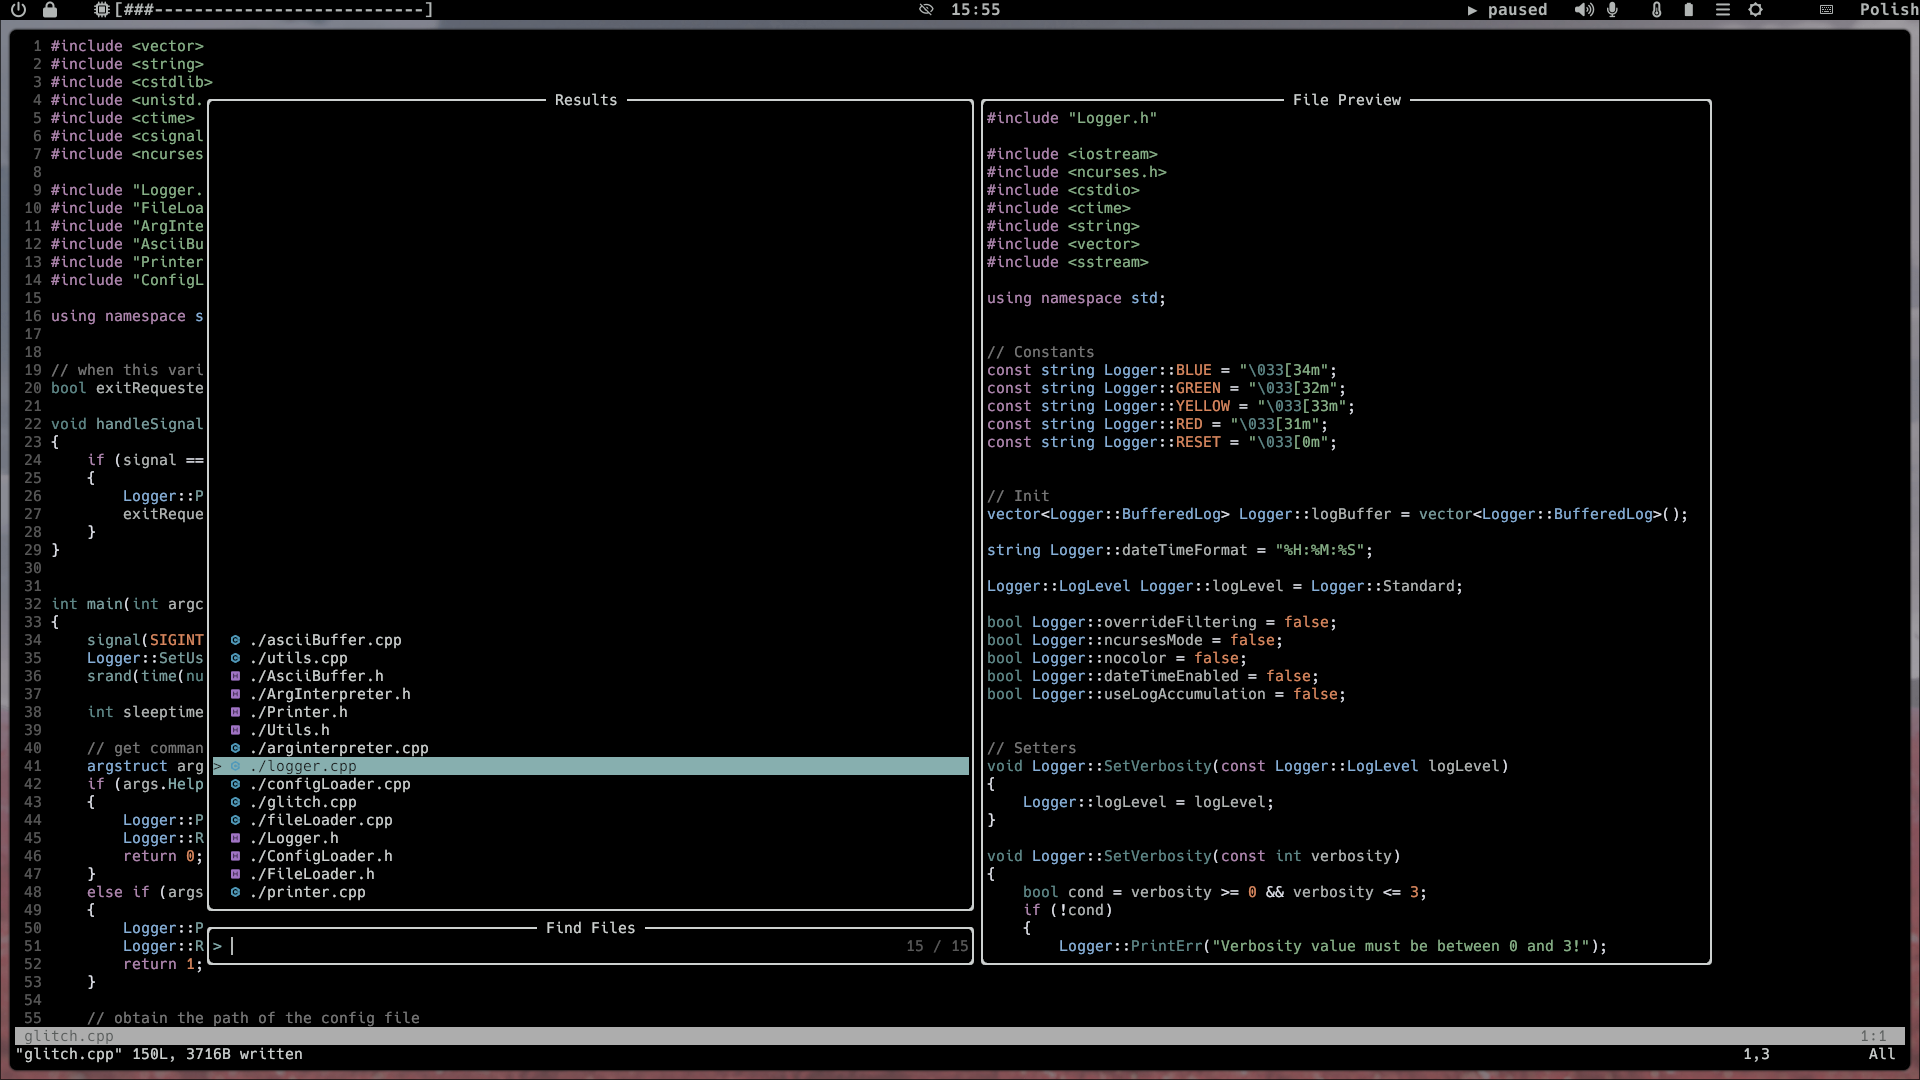 [###---------------------------]
15:55
paused
Polish
1 #include <vector>
2 #include <string>
3 #include <cstdlib>
4 #include <unistd.
5 #include <ctime>
6 #include <csignal
7 #include <ncurses
8
9 #include "Logger.
10 #include "FileLoa
11 #include "ArgInte
12 #include "AsciiBu
13 #include "Printer
14 #include "ConfigL
15
16 using namespace s
17
18
19 // when this vari
20 bool exitRequeste
21
22 void handleSignal
23 {
24     if (signal ==
25     {
26         Logger::P
27         exitReque
28     }
29 }
30
31
32 int main(int argc
33 {
34     signal(SIGINT
35     Logger::SetUs
36     srand(time(nu
37
38     int sleeptime
39
40     // get comman
41     argstruct arg
42     if (args.Help
43     {
44         Logger::P
45         Logger::R
46         return 0;
47     }
48     else if (args
49     {
50         Logger::P
51         Logger::R
52         return 1;
53     }
54
55     // obtain the path of the config file
Results
./asciiBuffer.cpp
./utils.cpp
./AsciiBuffer.h
./ArgInterpreter.h
./Printer.h
./Utils.h
./arginterpreter.cpp
> ./logger.cpp
./configLoader.cpp
./glitch.cpp
./fileLoader.cpp
./Logger.h
./ConfigLoader.h
./FileLoader.h
./printer.cpp
Find Files
> 15 / 15
File Preview
#include "Logger.h"
#include <iostream>
#include <ncurses.h>
#include <cstdio>
#include <ctime>
#include <string>
#include <vector>
#include <sstream>
using namespace std;
// Constants
const string Logger::BLUE = "\033[34m";
const string Logger::GREEN = "\033[32m";
const string Logger::YELLOW = "\033[33m";
const string Logger::RED = "\033[31m";
const string Logger::RESET = "\033[0m";
// Init
vector<Logger::BufferedLog> Logger::logBuffer = vector<Logger::BufferedLog>();
string Logger::dateTimeFormat = "%H:%M:%S";
Logger::LogLevel Logger::logLevel = Logger::Standard;
bool Logger::overrideFiltering = false;
bool Logger::ncursesMode = false;
bool Logger::nocolor = false;
bool Logger::dateTimeEnabled = false;
bool Logger::useLogAccumulation = false;
// Setters
void Logger::SetVerbosity(const Logger::LogLevel logLevel)
{
    Logger::logLevel = logLevel;
}
void Logger::SetVerbosity(const int verbosity)
{
    bool cond = verbosity >= 0 && verbosity <= 3;
    if (!cond)
    {
        Logger::PrintErr("Verbosity value must be between 0 and 3!");
glitch.cpp 1:1
"glitch.cpp" 150L, 3716B written 1,3 All